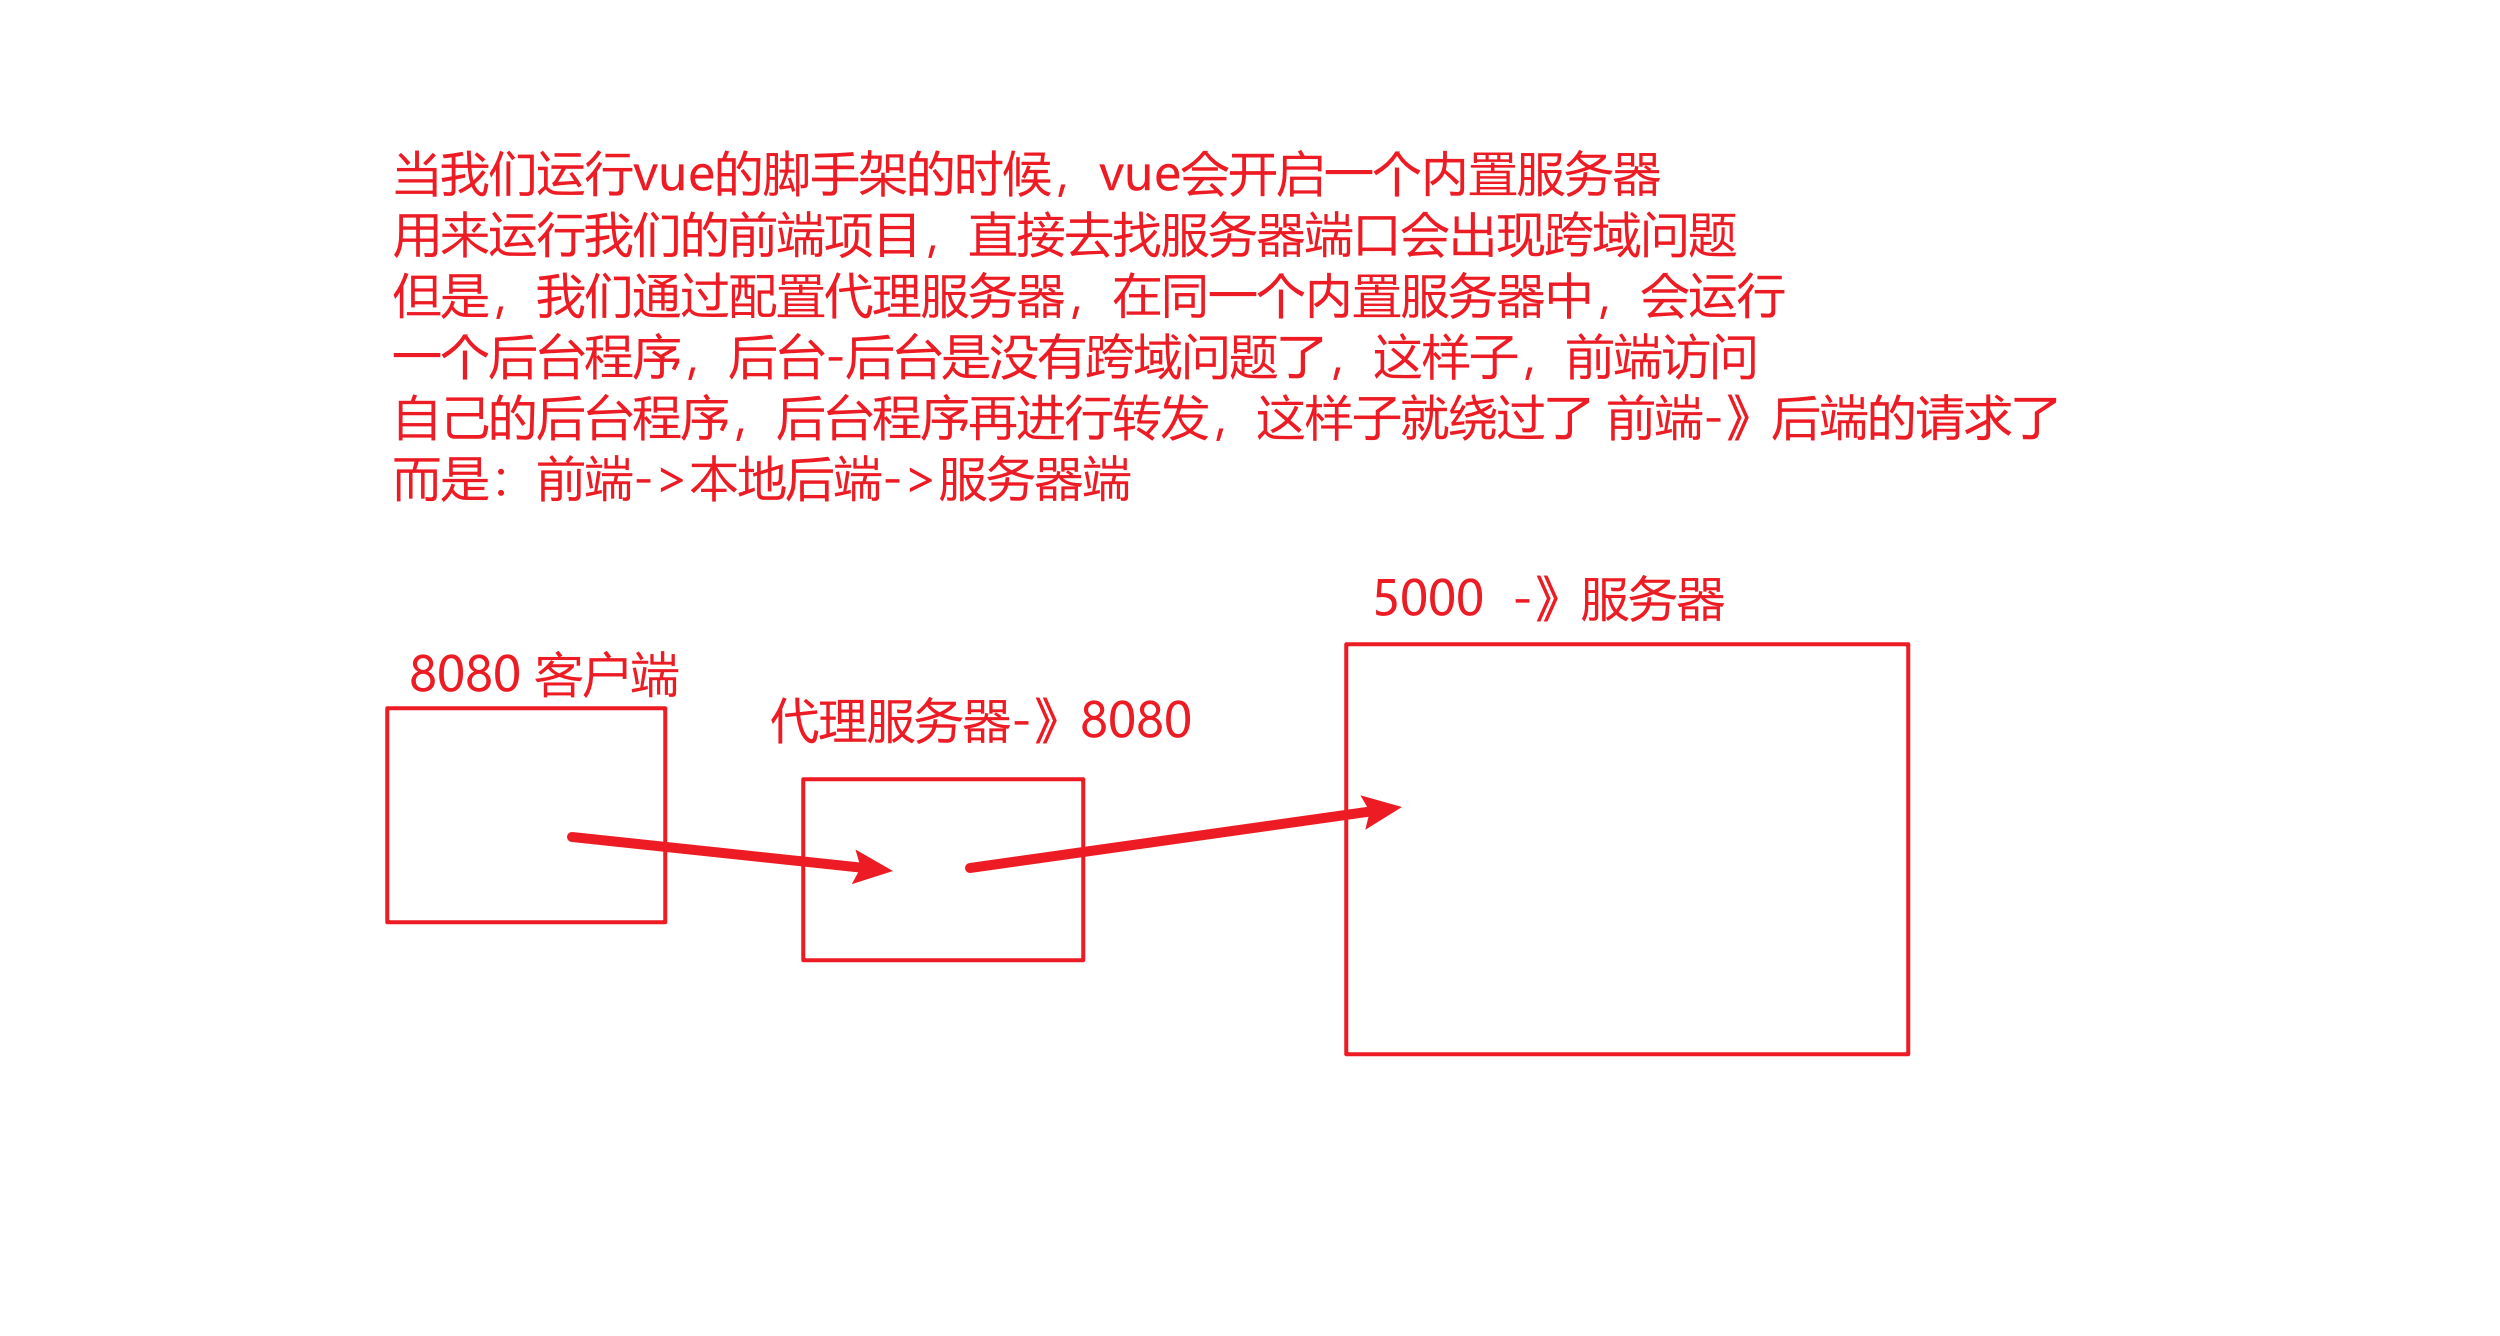 当我们运行vue的脚手架的时候，vue会开启一个内置服务器
用来运行我们的前端页面，直接去我服务器端口会出现跨域问题
但是，我们通过配置代理服务器， 在启一个内置服务器中，会运行
一个后台程序，后台-后台是没有跨域问题了，这样子，前端访问
自己的后台程序，后台程序再进行转发，这样就成了，前端-》后端请求了
而是：前端->本地后端->服务器端
5000 -》服务器
8080 客户端
代理服务器-》8080